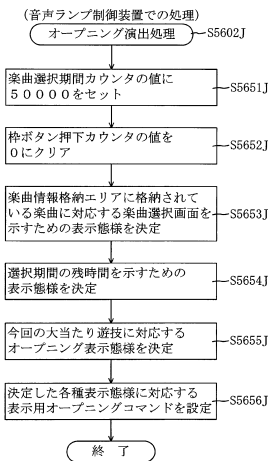 (音声ランプ制御装置での処理)
オープニング演出処理 S5602J
楽曲選択期間カウンタの値に
50000をセット
S5651J
枠ボタン押下カウンタの値を
0にクリア
S5652J
楽曲情報格納エリアに格納されて
いる楽曲に対応する楽曲選択画面を
示すための表示態様を決定
S5653J
選択期間の残時間を示すための
表示態様を決定
S5654J
今回の大当たり遊技に対応する
オープニング表示態様を決定
S5655J
決定した各種表示態様に対応する
表示用オープニングコマンドを設定
S5656J
終了